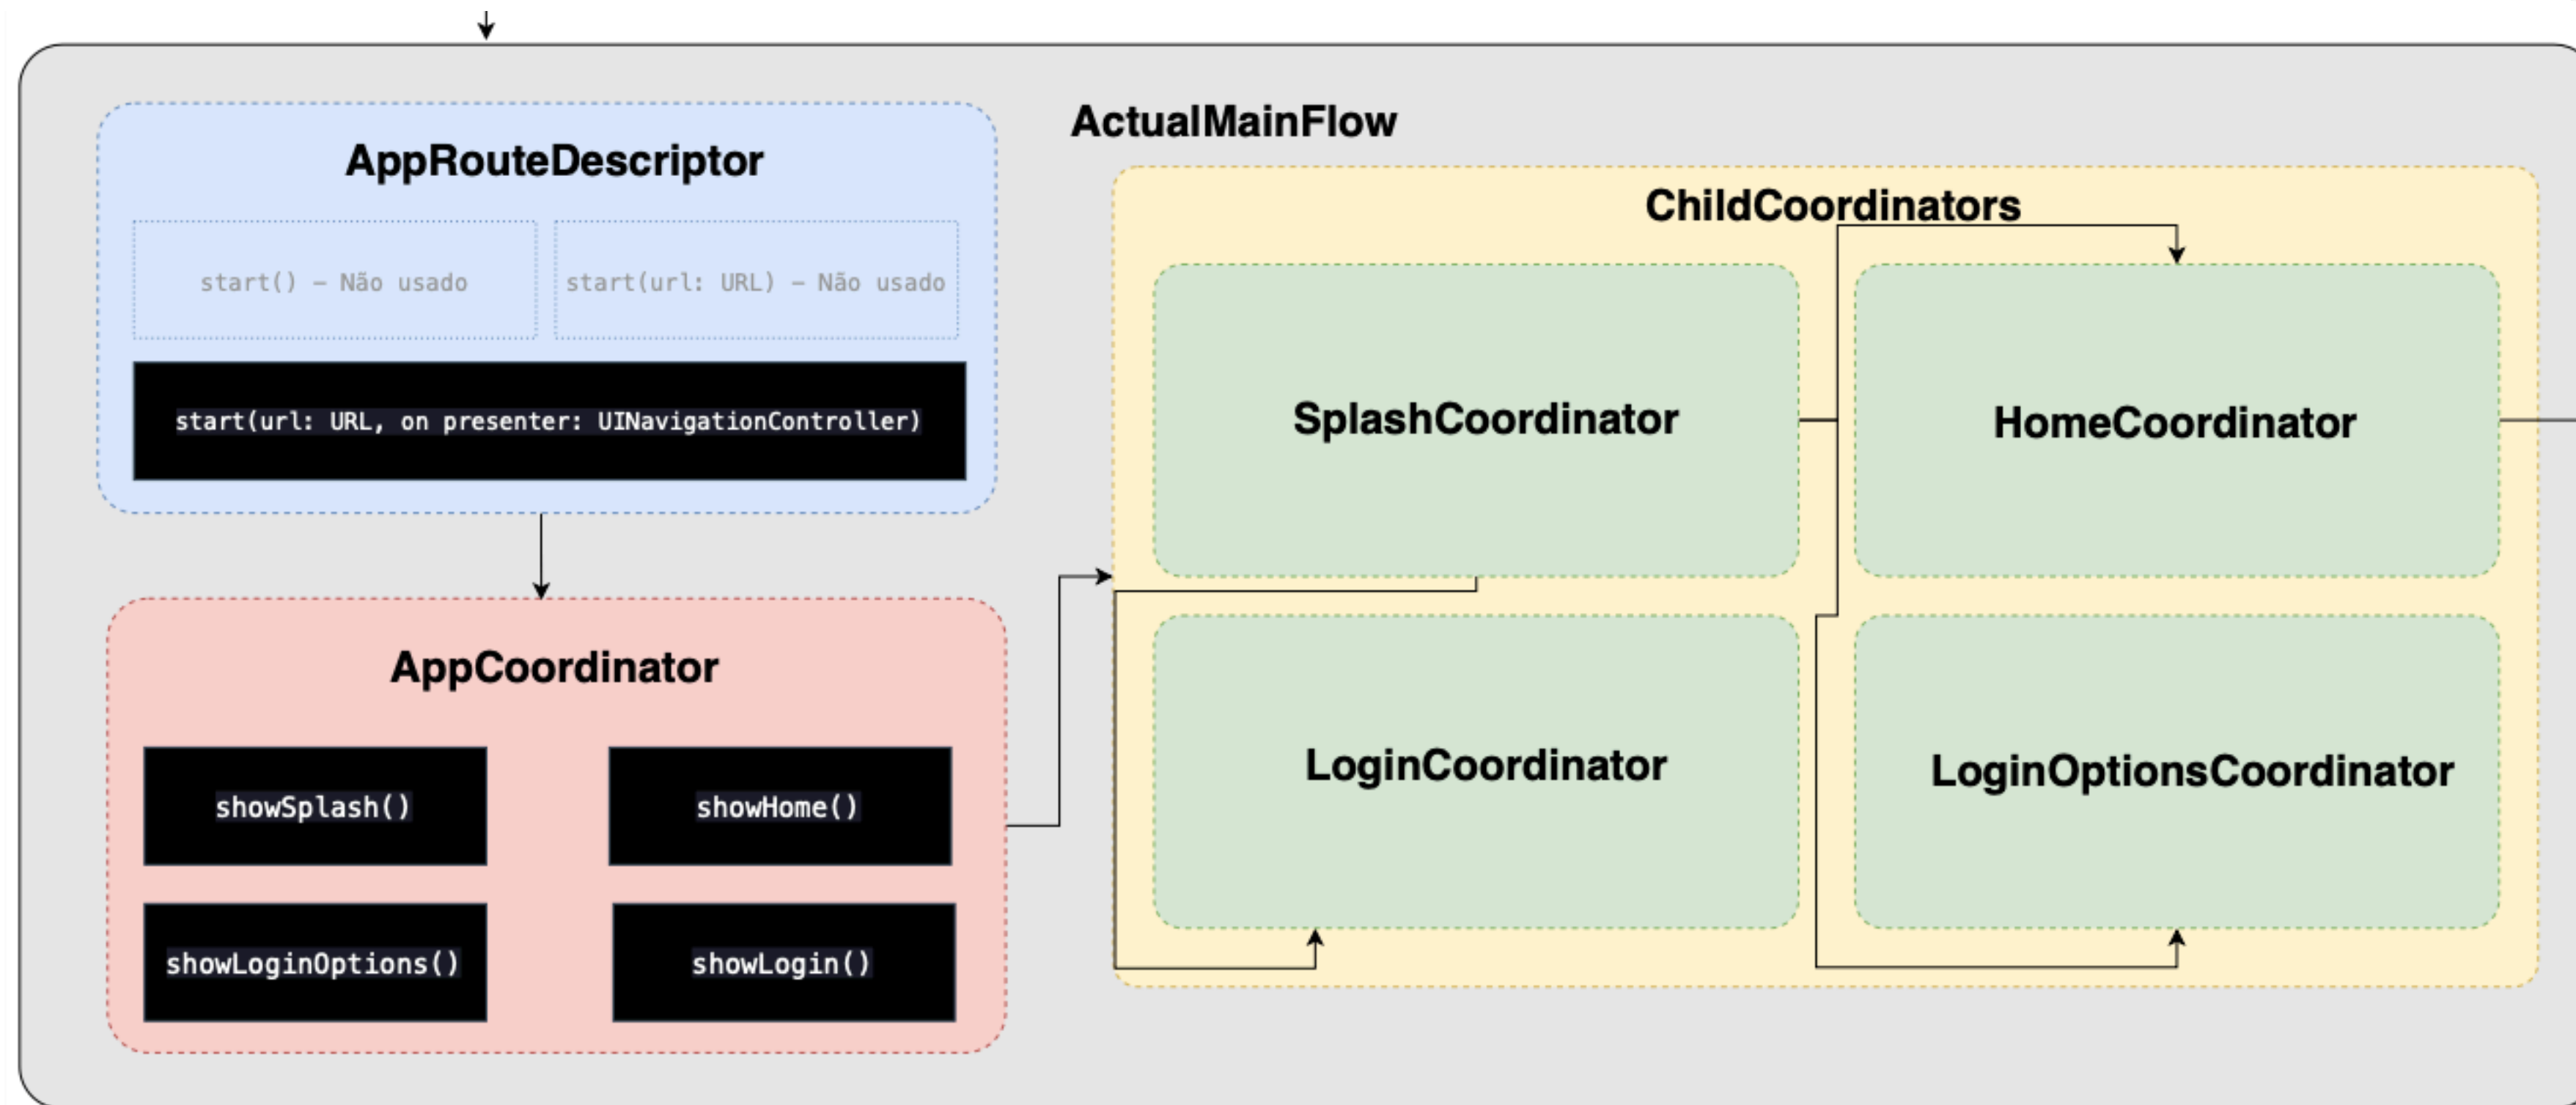 ActualMainFlow
AppRouteDescriptor
start() – Não usado
start(url: URL) – Não usado
start(url: URL, on presenter: UINavigationController)
AppCoordinator
showSplash()
showHome()
showLoginOptions()
showLogin()
ChildCoordinators
SplashCoordinator
HomeCoordinator
LoginCoordinator
LoginOptionsCoordinator